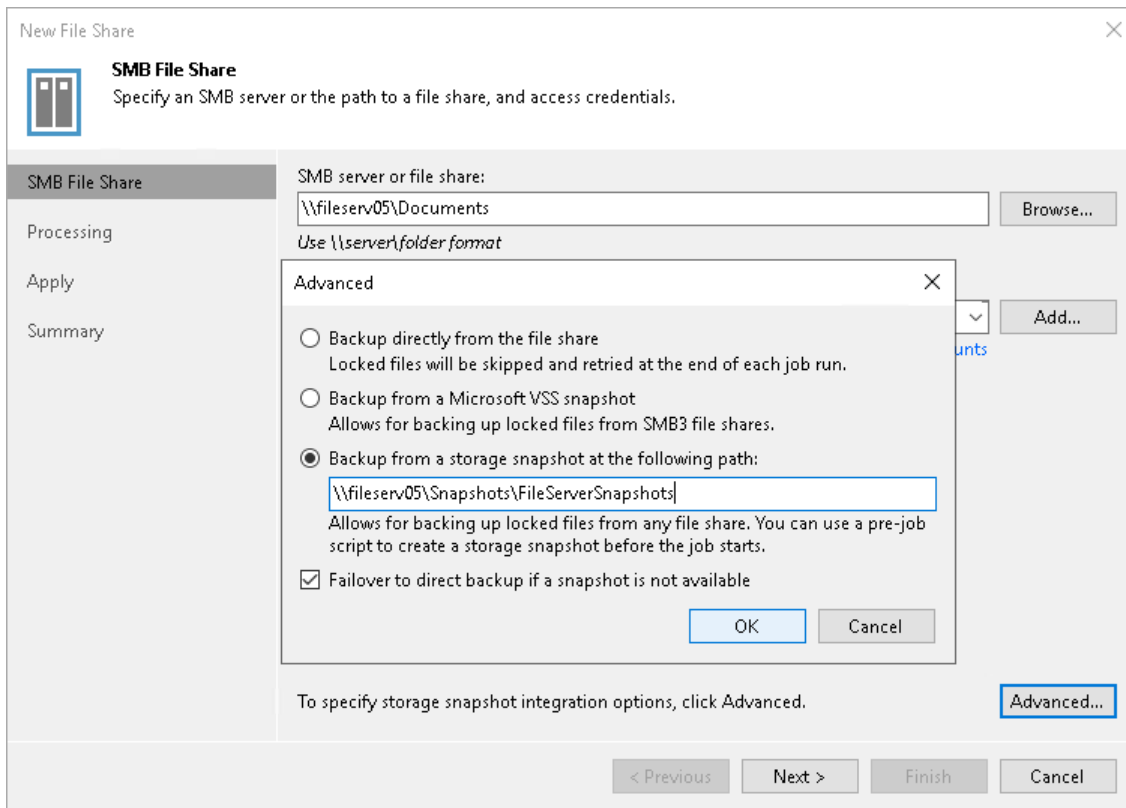 New File Share
SMB File Share
Specify an SMB server or the path to a file share, and access credentials.
SMB File Share
Processing
Apply
Summary
SMB server or file share:
\\fileserv05\Documents
Browse...
Use \\server\folder format
Add...
unts
Advanced
Backup directly from the file share
Locked files will be skipped and retried at the end of each job run.
Backup from a Microsoft VSS snapshot
Allows for backing up locked files from SMB3 file shares.
Backup from a storage snapshot at the following path:
\\fileserv05\Snapshots\FileServerSnapshots
Allows for backing up locked files from any file share. You can use a pre-job
script to create a storage snapshot before the job starts.
Failover to direct backup if a snapshot is not available
OK
Cancel
To specify storage snapshot integration options, click Advanced.
Advanced...
< Previous
Next >
Finish
Cancel